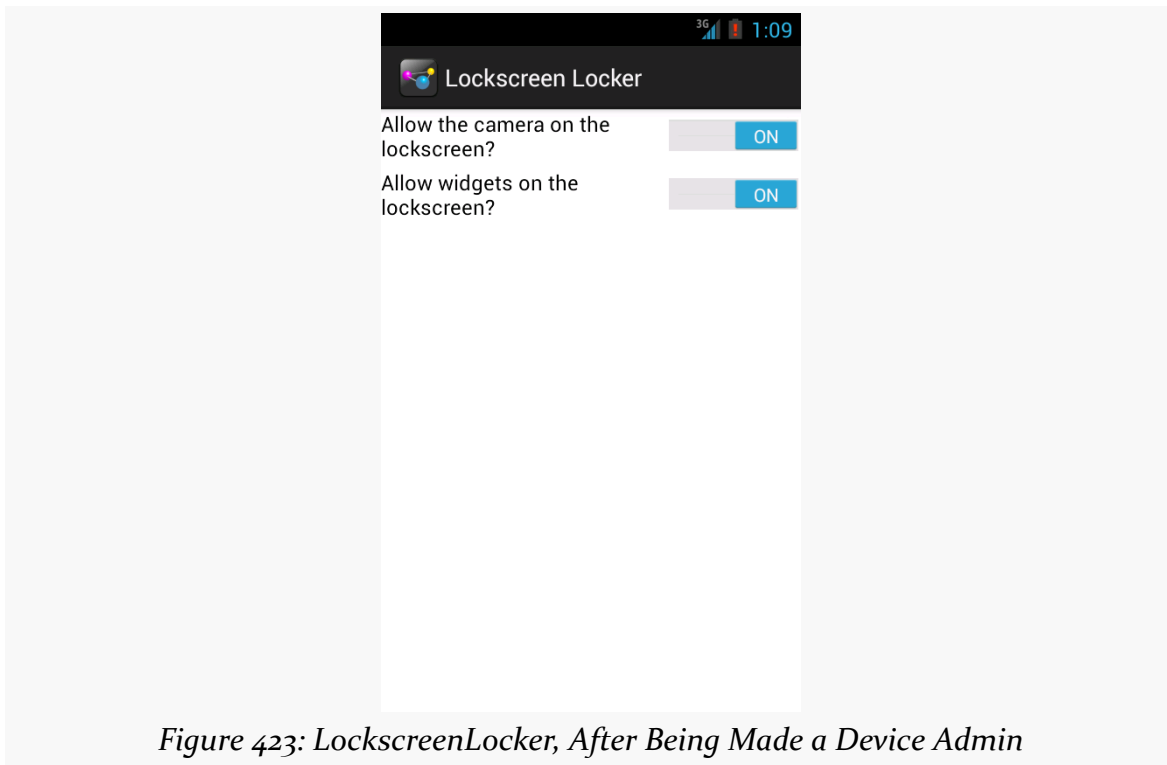 3G 1:09
Lockscreen Locker
Allow the camera on the
lockscreen?
ON
Allow widgets on the
lockscreen?
ON
Figure 423: LockscreenLocker, After Being Made a Device Admin